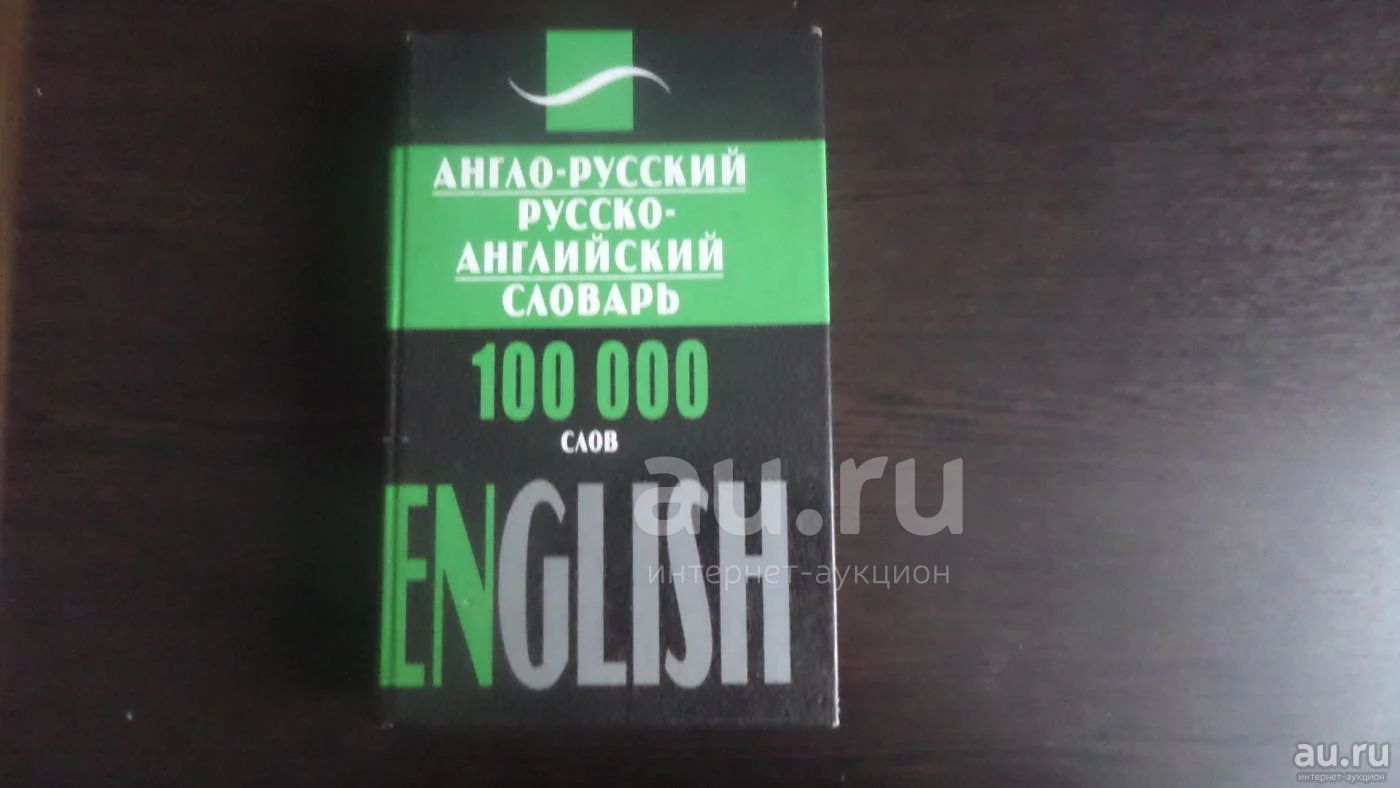 АНГЛО-РУССКИЙ
РУССКО-
АНГЛИЙСКИЙ
СЛОВАРЬ
100 000
СЛОВ
ENGLISH
au.ru
интернет-аукцион
au.ru
интернет-аукцион